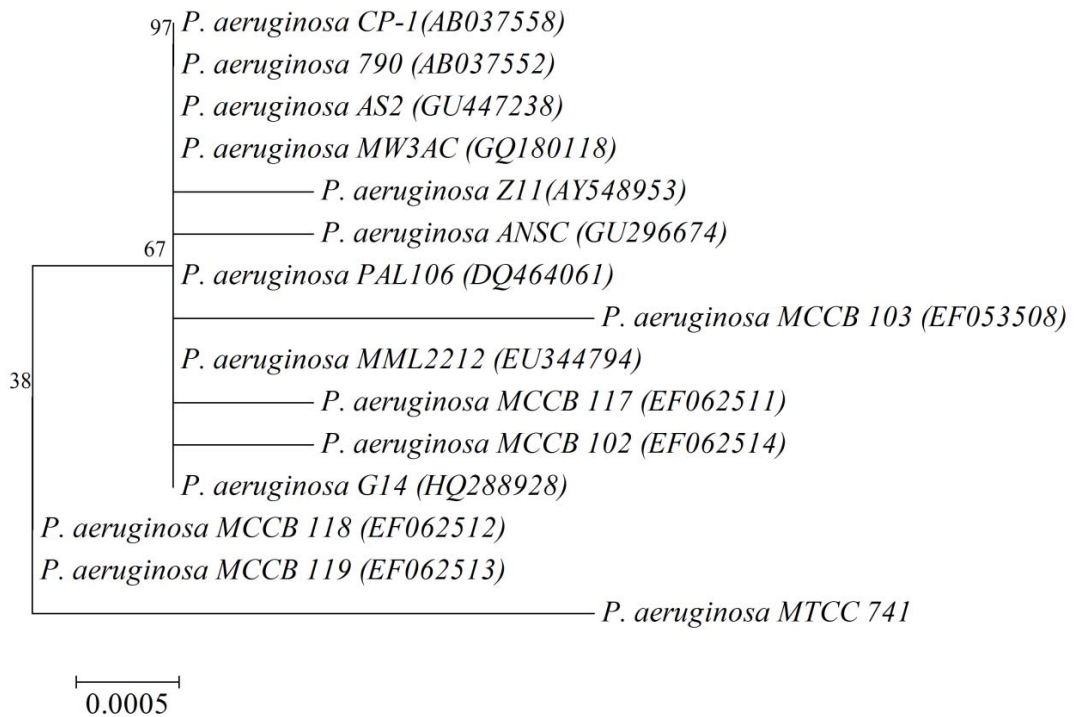 97
P. aeruginosa CP-1(AB037558)
P. aeruginosa 790 (AB037552)
P. aeruginosa AS2 (GU447238)
P. aeruginosa MW3AC (GQ180118)
P. aeruginosa Z11(AY548953)
P. aeruginosa ANSC (GU296674)
67
P. aeruginosa PAL106 (DQ464061)
P. aeruginosa MCCB 103 (EF053508)
P. aeruginosa MML2212 (EU344794)
38
P. aeruginosa MCCB 117 (EF062511)
P. aeruginosa MCCB 102 (EF062514)
P. aeruginosa G14 (HQ288928)
P. aeruginosa MCCB 118 (EF062512)
P. aeruginosa MCCB 119 (EF062513)
P. aeruginosa MTCC 741
0.0005